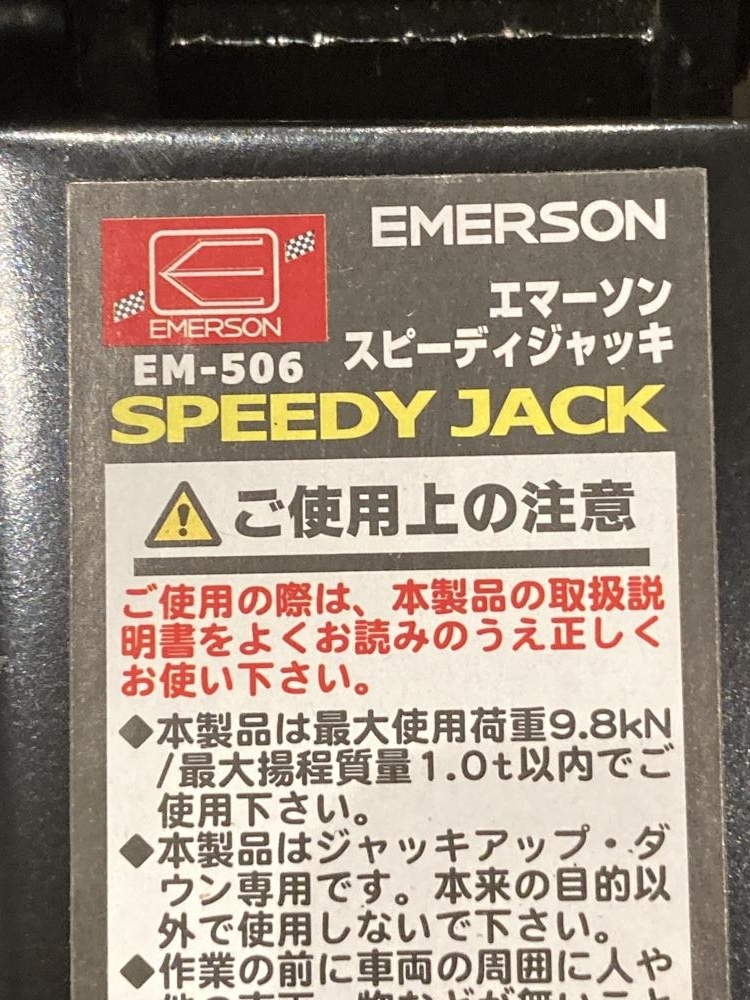 EMERSON
EMERSON
エマーソン
スピーディジャッキ
EM-506
SPEEDY JACK
ご使用上の注意
ご使用の際は、本製品の取扱説
明書をよくお読みのうえ正しく
お使い下さい。
◆本製品は最大使用荷重9.8kN
/最大揚程質量1.0t以内でご
使用下さい。
◆本製品はジャッキアップ・ダ
ウン専用です。本来の目的以
外で使用しないで下さい。
◆作業の前に車両の周囲に人や